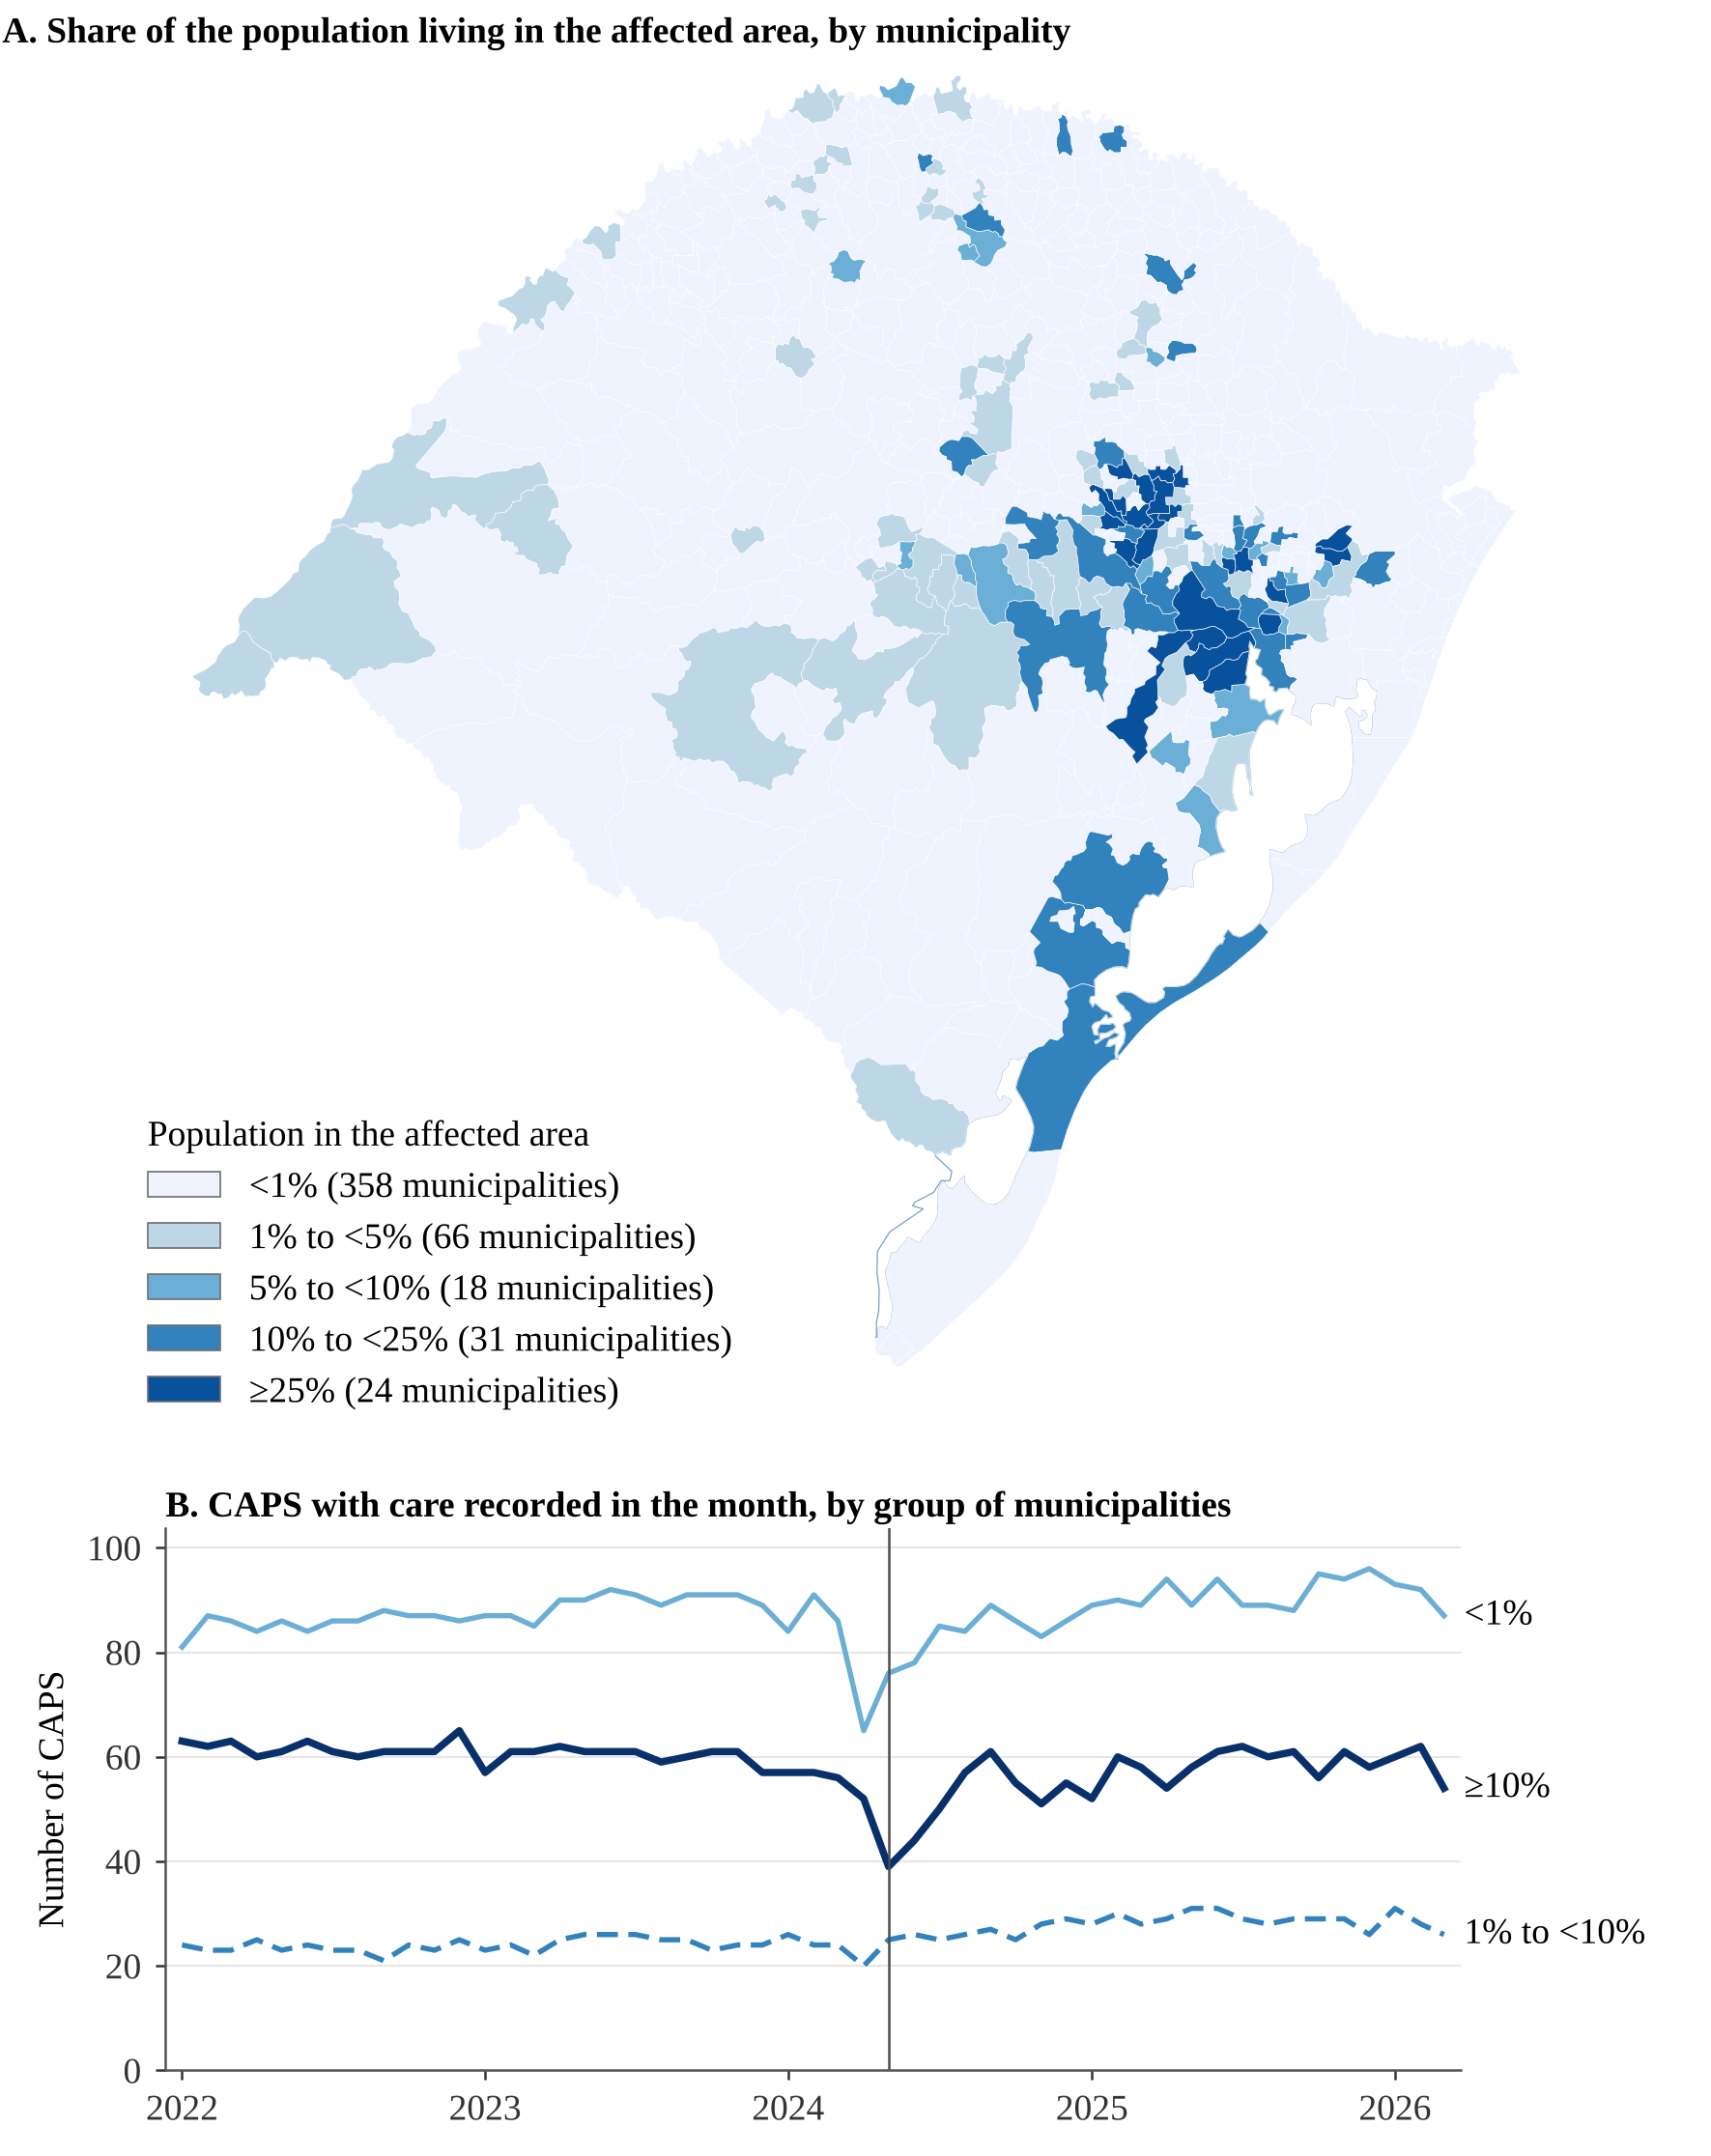 A. Share of the population living in the affected area, by municipality
Population in the affected area
<1% (358 municipalities)
1% to <5% (66 municipalities)
5% to <10% (18 municipalities)
10% to <25% (31 municipalities)
≥25% (24 municipalities)
B. CAPS with care recorded in the month, by group of municipalities
Number of CAPS
100
80
60
40
20
0
<1%
≥10%
1% to <10%
2022 2023 2024 2025 2026